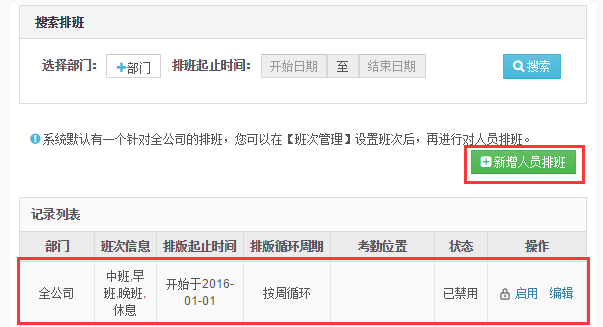 搜索排班
选择部门: +部门 排班起止时间: 开始日期 至 结束日期 搜索
系统默认有一个针对全公司的排班，您可以在【班次管理】设置班次后，再进行对人员排班。
新增人员排班
记录列表
部门 班次信息 排版起止时间 排版循环周期 考勤位置 状态 操作
全公司 中班,早班,晚班,休息 开始于2016-01-01 按周循环 已禁用 启用 编辑